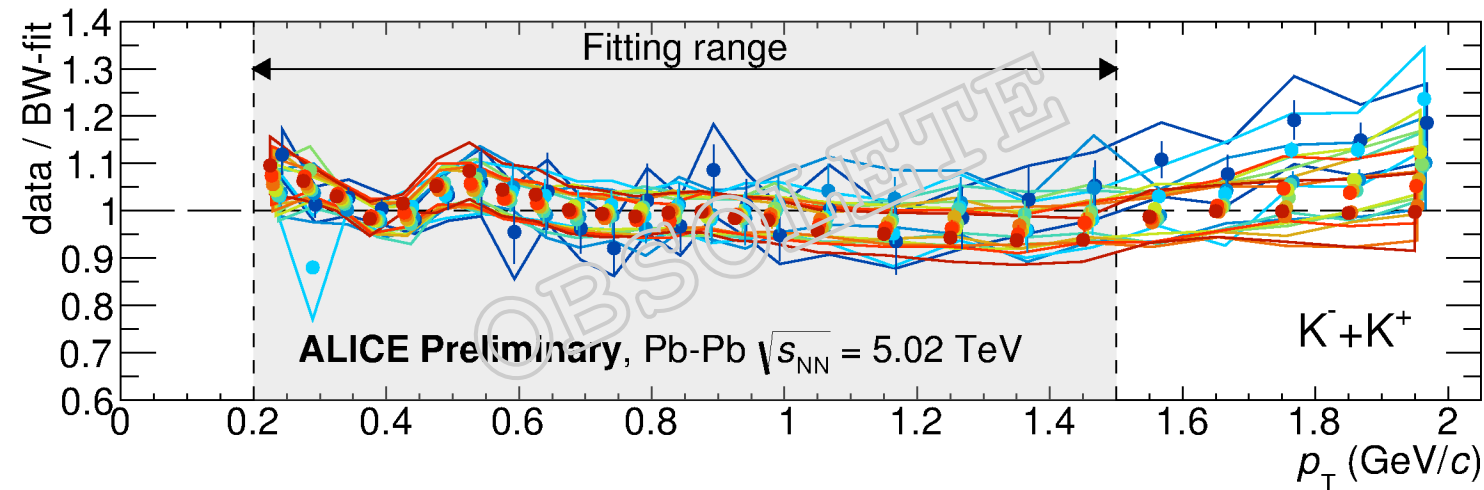 data / BW-fit
1.4
1.3
1.2
1.1
1
0.9
0.8
0.7
0.6
Fitting range
OBSOLETE
ALICE Preliminary, Pb-Pb √sNN = 5.02 TeV
K⁻+K⁺
0 0.2 0.4 0.6 0.8 1 1.2 1.4 1.6 1.8 2
pT (GeV/c)